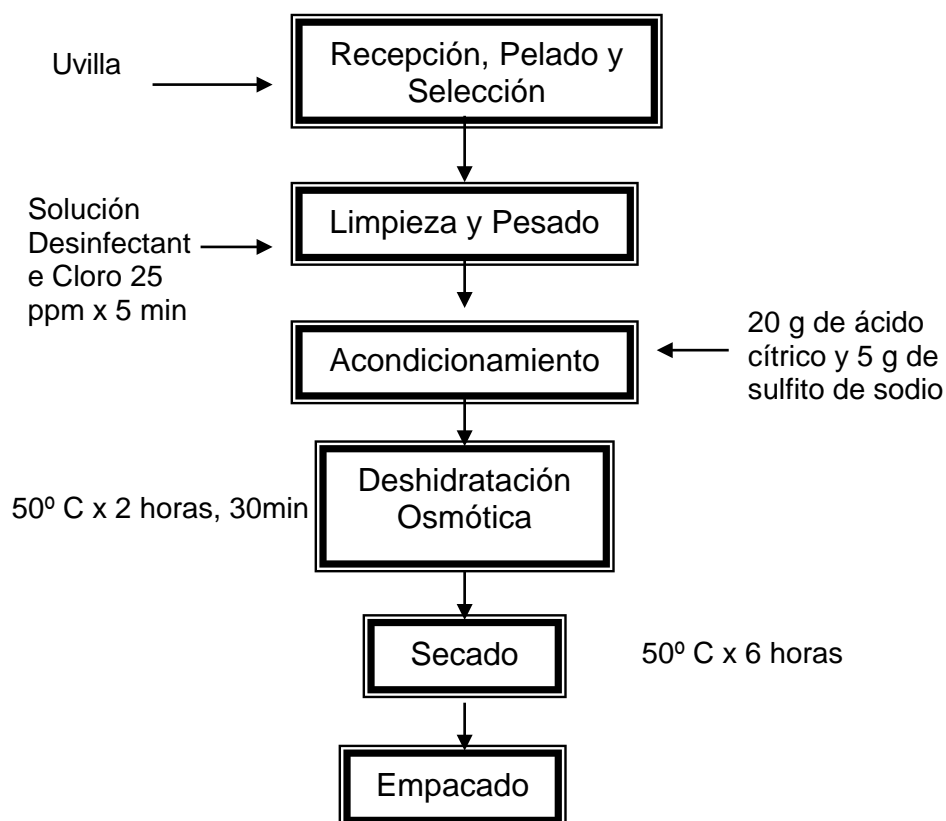 Uvilla
Recepción, Pelado y
Selección
Solución
Desinfectant
e Cloro 25
ppm x 5 min
Limpieza y Pesado
Acondicionamiento
20 g de ácido
cítrico y 5 g de
sulfito de sodio
50º C x 2 horas, 30min
Deshidratación
Osmótica
Secado
50º C x 6 horas
Empacado